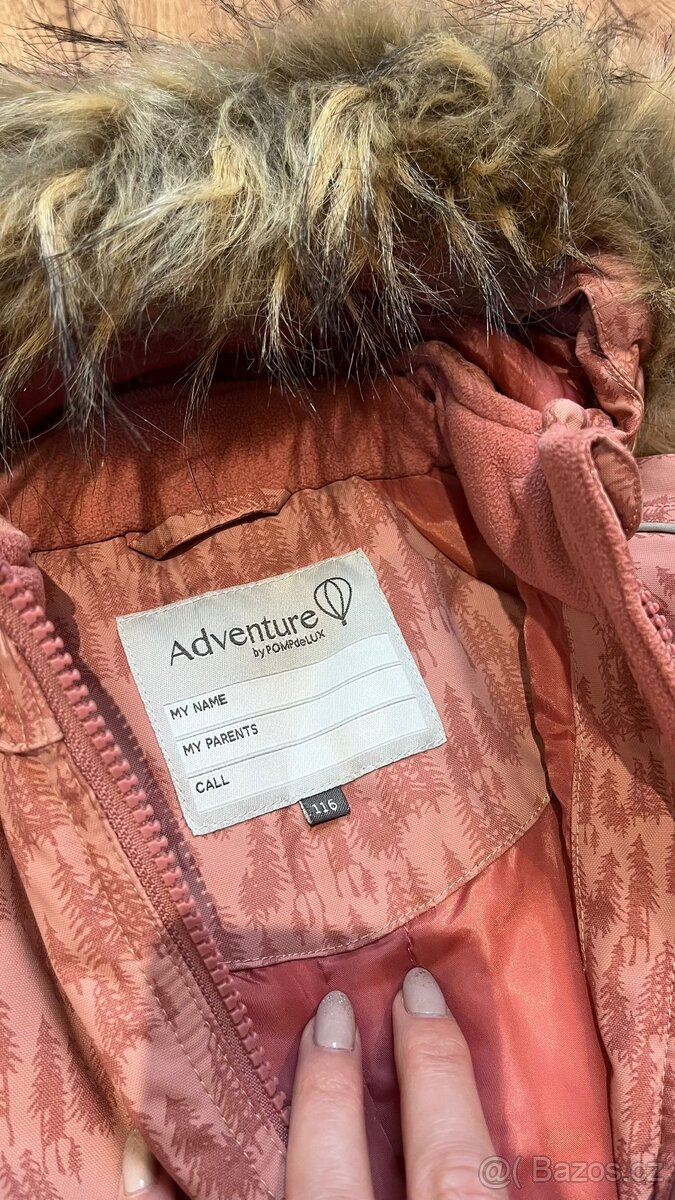 Adventure
by POMPdeLUX
MY NAME
MY PARENTS
CALL
116
@( Bazos.cz